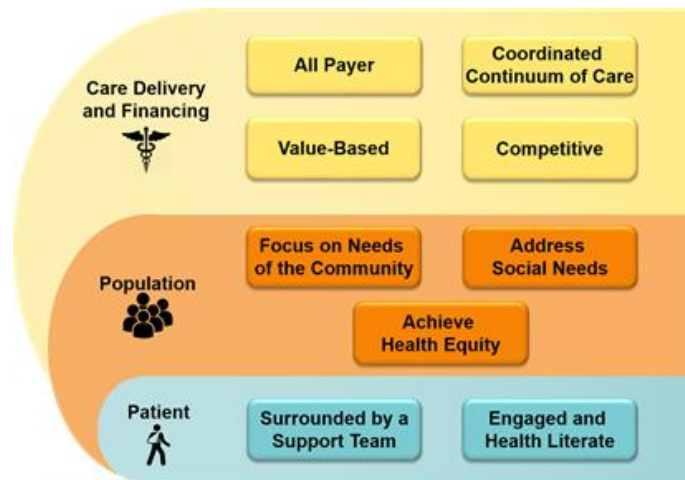 Care Delivery
and Financing
All Payer
Coordinated
Continuum of Care
Value-Based
Competitive
Population
Focus on Needs
of the Community
Address
Social Needs
Achieve
Health Equity
Patient
Surrounded by a
Support Team
Engaged and
Health Literate